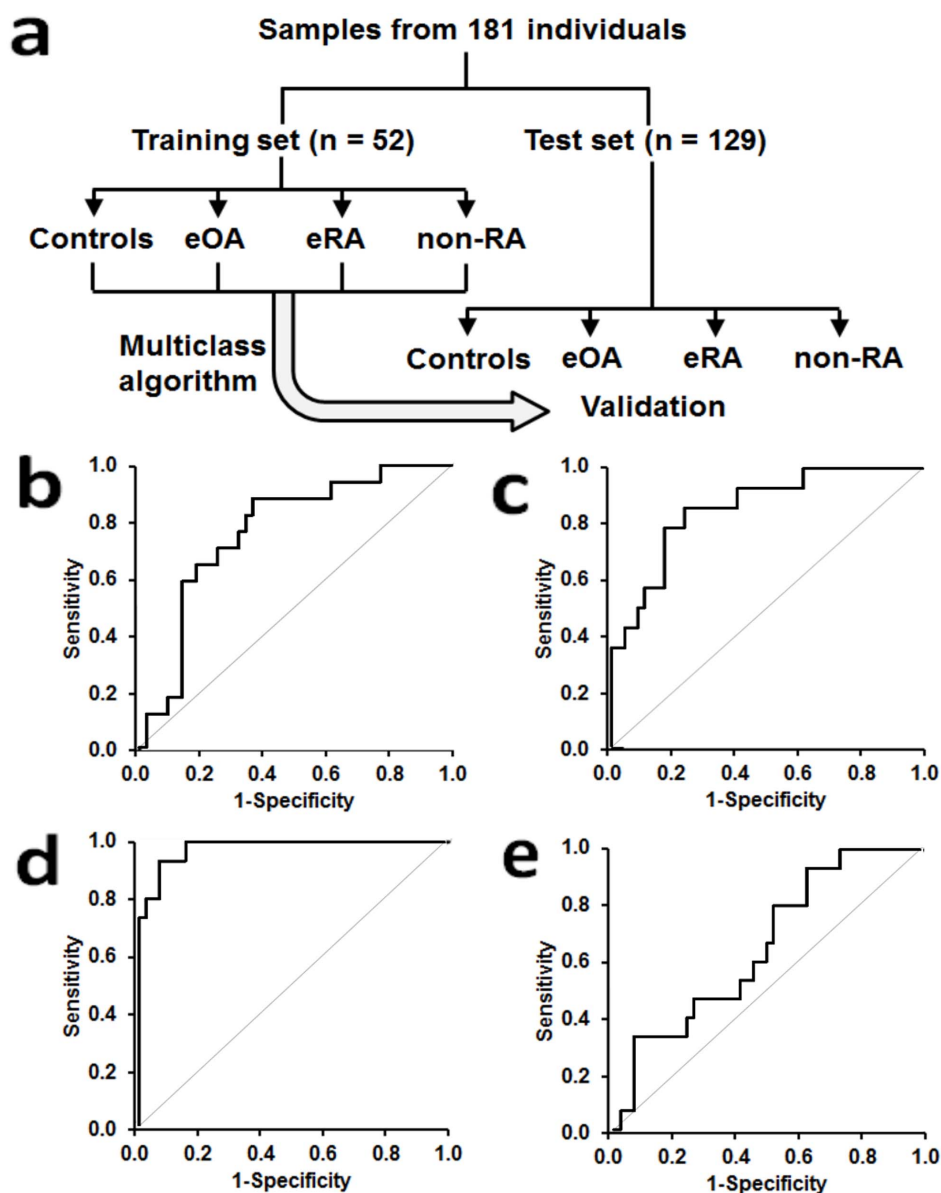 a
Samples from 181 individuals
Training set (n = 52)
Test set (n = 129)
Controls eOA eRA non-RA
Multiclass
algorithm
Controls eOA eRA non-RA
Validation
b
1.0
0.8
0.6
0.4
0.2
0.0
Sensitivity
0.0 0.2 0.4 0.6 0.8 1.0
1-Specificity
c
1.0
0.8
0.6
0.4
0.2
0.0
Sensitivity
0.0 0.2 0.4 0.6 0.8 1.0
1-Specificity
d
1.0
0.8
0.6
0.4
0.2
0.0
Sensitivity
0.0 0.2 0.4 0.6 0.8 1.0
1-Specificity
e
1.0
0.8
0.6
0.4
0.2
0.0
Sensitivity
0.0 0.2 0.4 0.6 0.8 1.0
1-Specificity